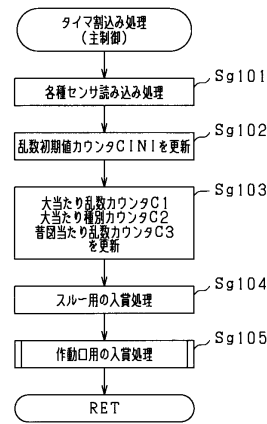 タイマ割込み処理
(主制御)
Sg101
各種センサ読み込み処理
Sg102
乱数初期値カウンタCINIを更新
Sg103
大当たり乱数カウンタC1
大当たり種別カウンタC2
普図当たり乱数カウンタC3
を更新
Sg104
スルー用の入賞処理
Sg105
作動口用の入賞処理
RET